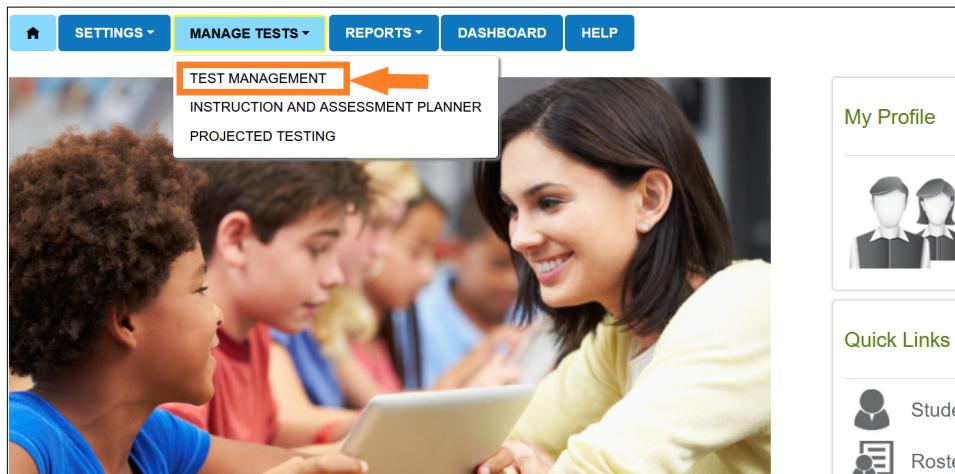 SETTINGS MANAGE TESTS REPORTS DASHBOARD HELP
TEST MANAGEMENT
INSTRUCTION AND ASSESSMENT PLANNER
PROJECTED TESTING
My Profile
Quick Links
Stude
Roste